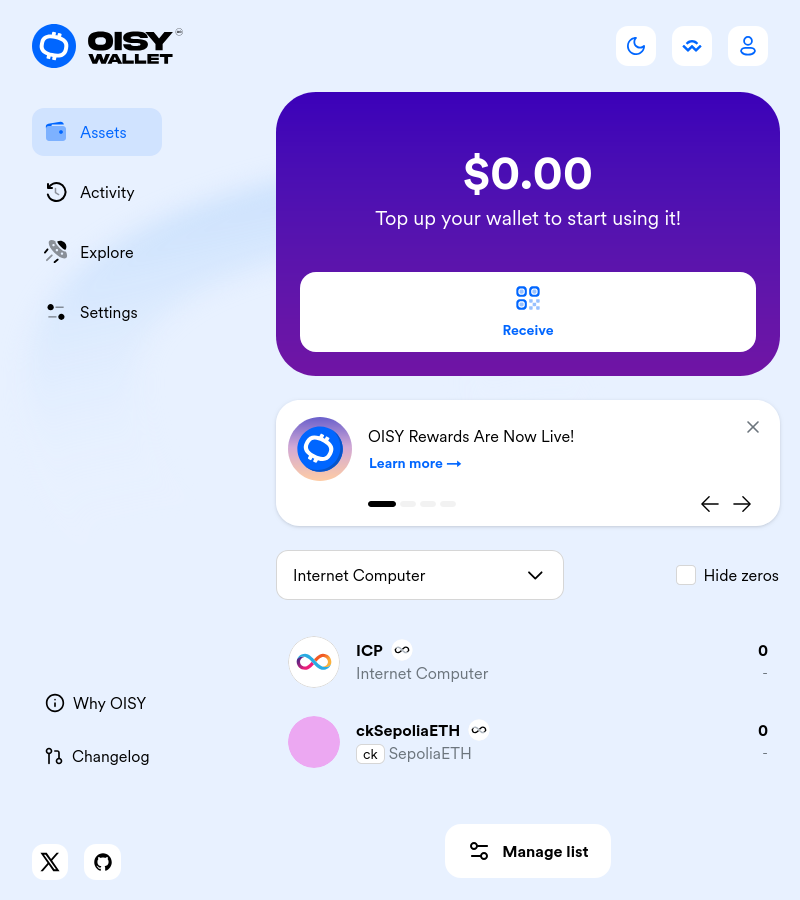 OISY
WALLET
Assets
Activity
Explore
Settings
$0.00
Top up your wallet to start using it!
Receive
OISY Rewards Are Now Live!
Learn more →
Internet Computer
Hide zeros
ICP
0
Internet Computer
-
ckSepoliaETH
0
ck SepoliaETH
-
Why OISY
Changelog
Manage list